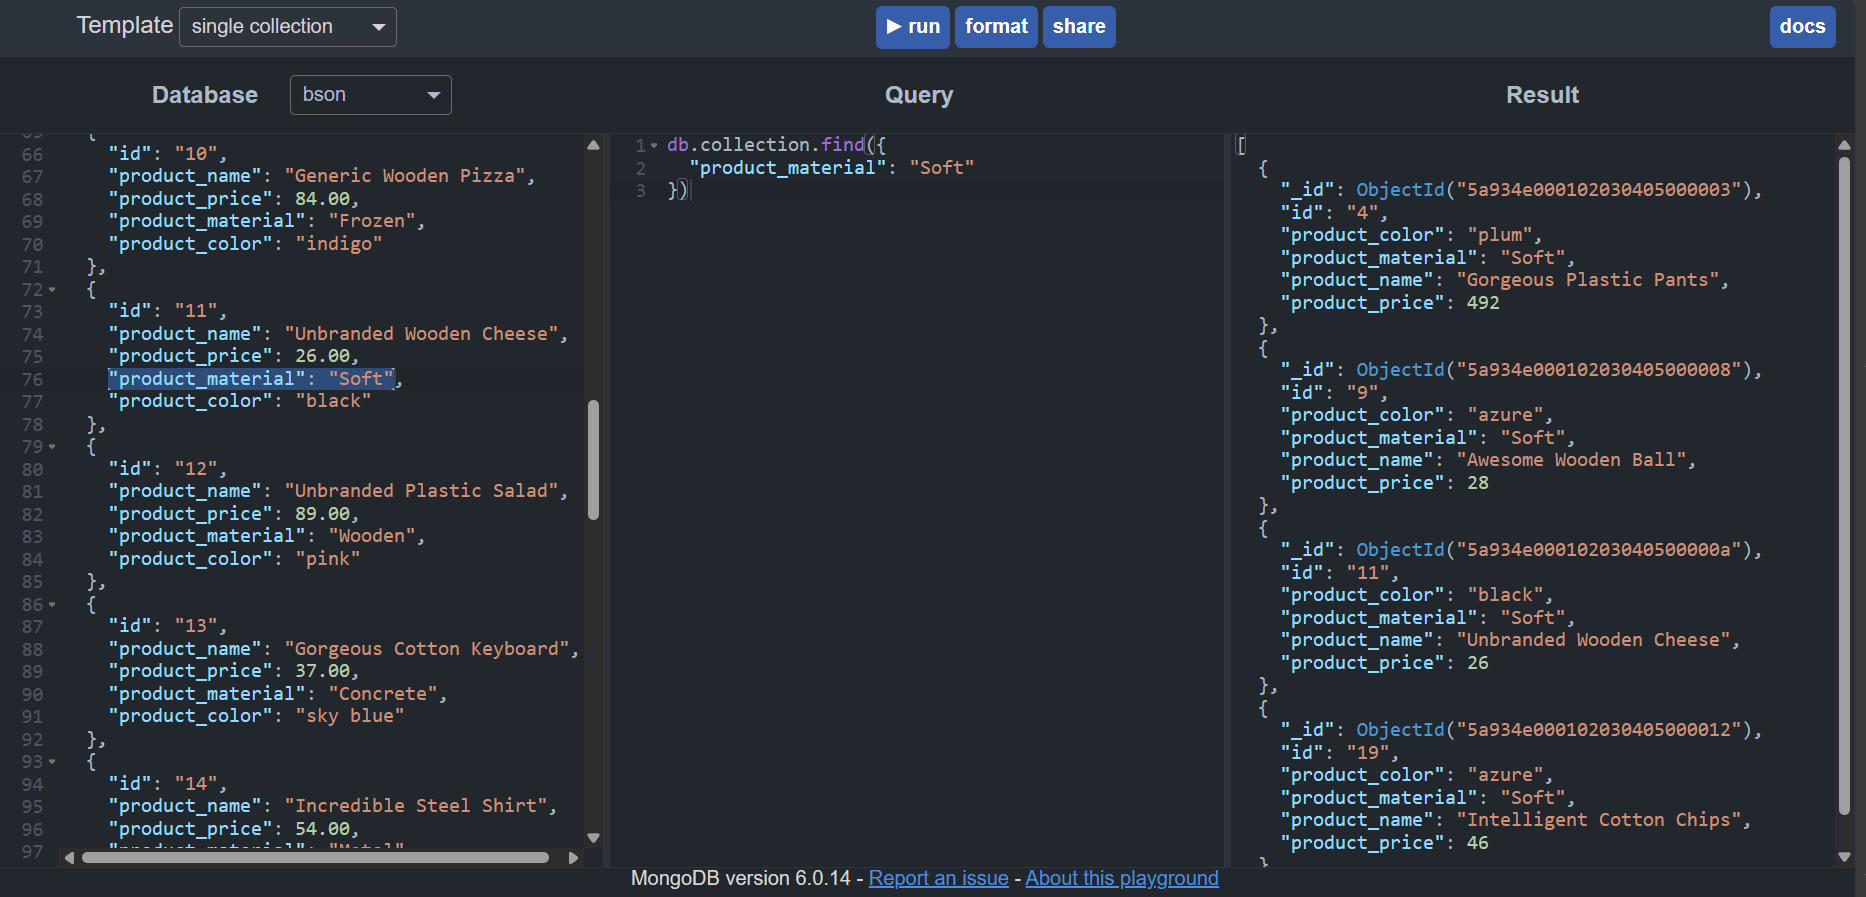 Template single collection ▶ run format share docs
Database bson Query Result
66 "id": "10",
67 "product_name": "Generic Wooden Pizza",
68 "product_price": 84.00,
69 "product_material": "Frozen",
70 "product_color": "indigo"
71 },
72 {
73 "id": "11",
74 "product_name": "Unbranded Wooden Cheese",
75 "product_price": 26.00,
76 "product_material": "Soft",
77 "product_color": "black"
78 },
79 {
80 "id": "12",
81 "product_name": "Unbranded Plastic Salad",
82 "product_price": 89.00,
83 "product_material": "Wooden",
84 "product_color": "pink"
85 },
86 {
87 "id": "13",
88 "product_name": "Gorgeous Cotton Keyboard",
89 "product_price": 37.00,
90 "product_material": "Concrete",
91 "product_color": "sky blue"
92 },
93 {
94 "id": "14",
95 "product_name": "Incredible Steel Shirt",
96 "product_price": 54.00,
97 "product_material": "Metal"
1 db.collection.find({
2 "product_material": "Soft"
3 })
[
{
"_id": ObjectId("5a934e000102030405000003"),
"id": "4",
"product_color": "plum",
"product_material": "Soft",
"product_name": "Gorgeous Plastic Pants",
"product_price": 492
},
{
"_id": ObjectId("5a934e000102030405000008"),
"id": "9",
"product_color": "azure",
"product_material": "Soft",
"product_name": "Awesome Wooden Ball",
"product_price": 28
},
{
"_id": ObjectId("5a934e00010203040500000a"),
"id": "11",
"product_color": "black",
"product_material": "Soft",
"product_name": "Unbranded Wooden Cheese",
"product_price": 26
},
{
"_id": ObjectId("5a934e000102030405000012"),
"id": "19",
"product_color": "azure",
"product_material": "Soft",
"product_name": "Intelligent Cotton Chips",
"product_price": 46
}
MongoDB version 6.0.14 - Report an issue - About this playground